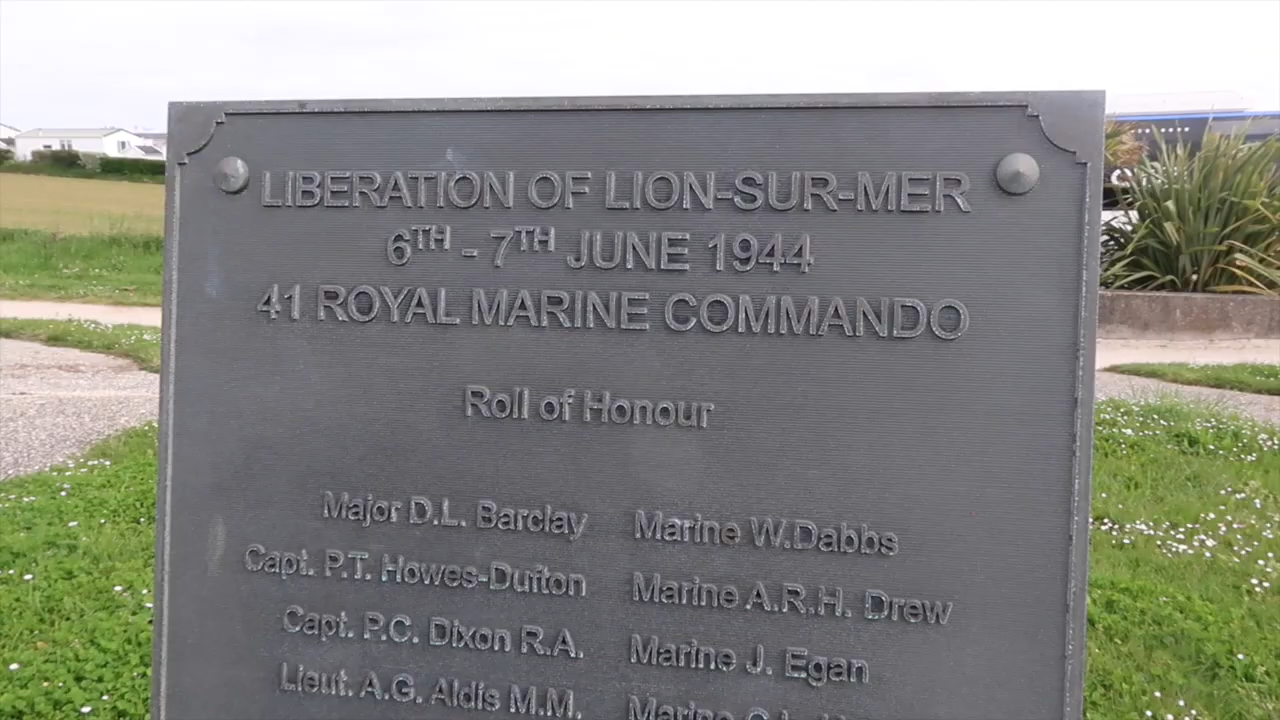 LIBERATION OF LION-SUR-MER
6TH - 7TH JUNE 1944
41 ROYAL MARINE COMMANDO
Roll of Honour
Major D.L. Barclay Marine W.Dabbs
Capt. P.T. Howes-Dufton Marine A.R.H. Drew
Capt. P.C. Dixon R.A. Marine J. Egan
Lieut. A.G. Aldis M.M. Marine